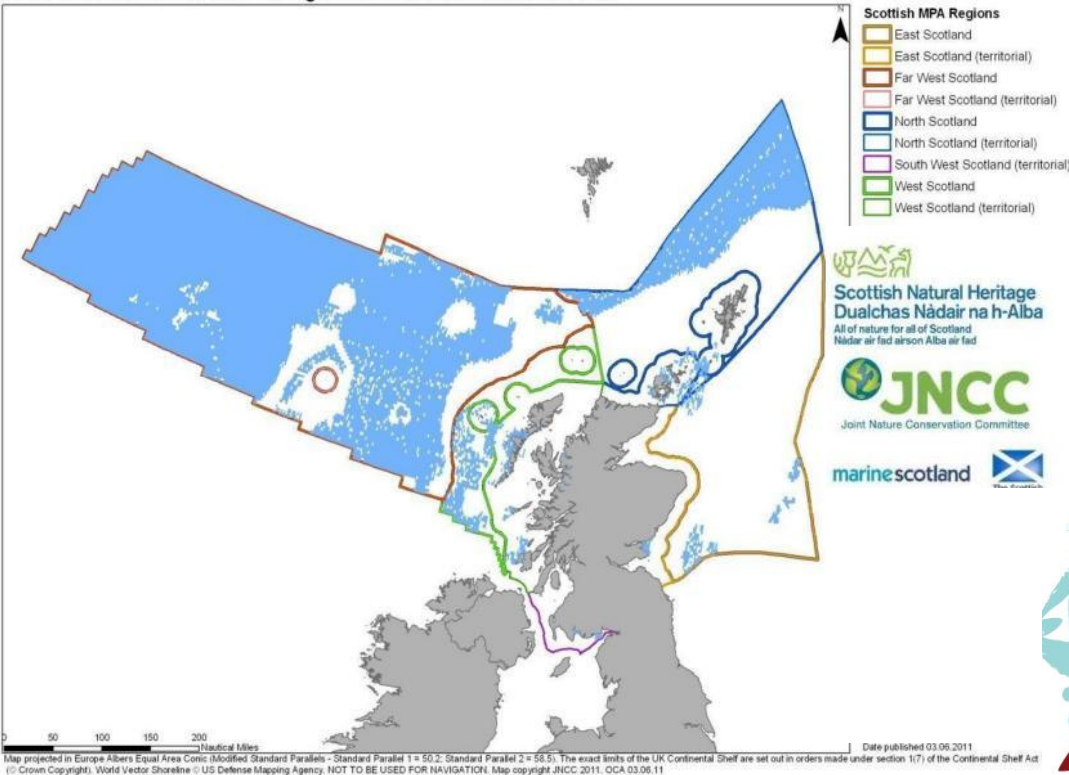 N
Scottish MPA Regions
East Scotland
East Scotland (territorial)
Far West Scotland
Far West Scotland (territorial)
North Scotland
North Scotland (territorial)
South West Scotland (territorial)
West Scotland
West Scotland (territorial)
Scottish Natural Heritage
Dualchas Nàdair na h-Alba
All of nature for all of Scotland
Nàdar air fad airson Alba air fad
JNCC
Joint Nature Conservation Committee
marinescotland
0 50 100 150 200
Nautical Miles
Date published 03.06.2011
Map projected in Europe Albers Equal Area Conic (Modified Standard Parallels - Standard Parallel 1 = 50.2; Standard Parallel 2 = 58.5). The exact limits of the UK Continental Shelf are set out in orders made under section 1(7) of the Continental Shelf Act
(© Crown Copyright). World Vector Shoreline © US Defense Mapping Agency. NOT TO BE USED FOR NAVIGATION. Map copyright JNCC 2011. OCA 03.06.11